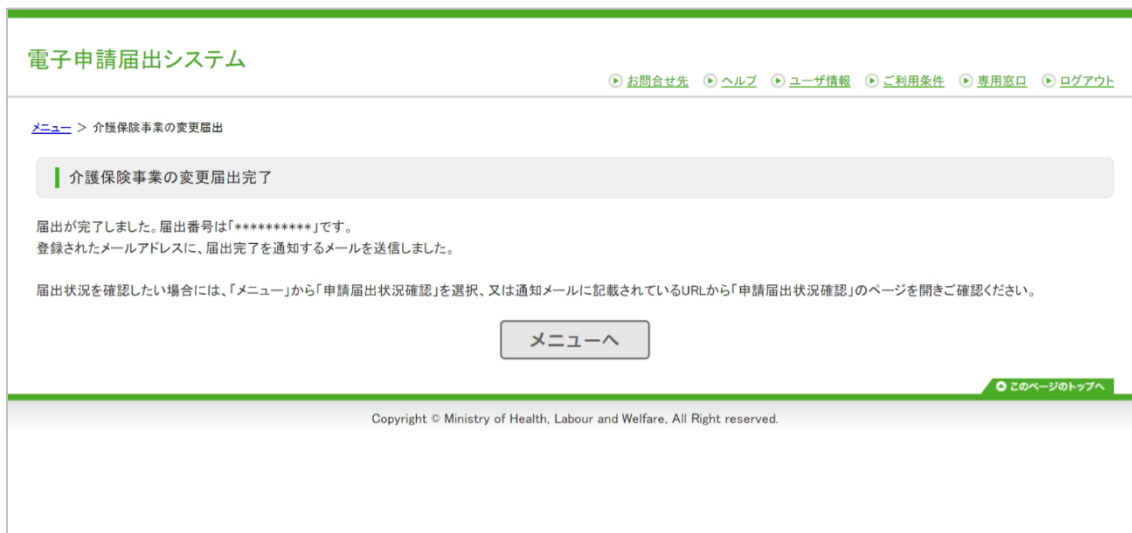 電子申請届出システム
お問合せ先 ヘルプ ユーザ情報 ご利用条件 専用窓口 ログアウト
メニュー > 介護保険事業の変更届出
介護保険事業の変更届出完了
届出が完了しました。届出番号は「**********」です。
登録されたメールアドレスに、届出完了を通知するメールを送信しました。
届出状況を確認したい場合には、「メニュー」から「申請届出状況確認」を選択、又は通知メールに記載されているURLから「申請届出状況確認」のページを開きご確認ください。
メニューへ
このページのトップへ
Copyright © Ministry of Health, Labour and Welfare, All Right reserved.